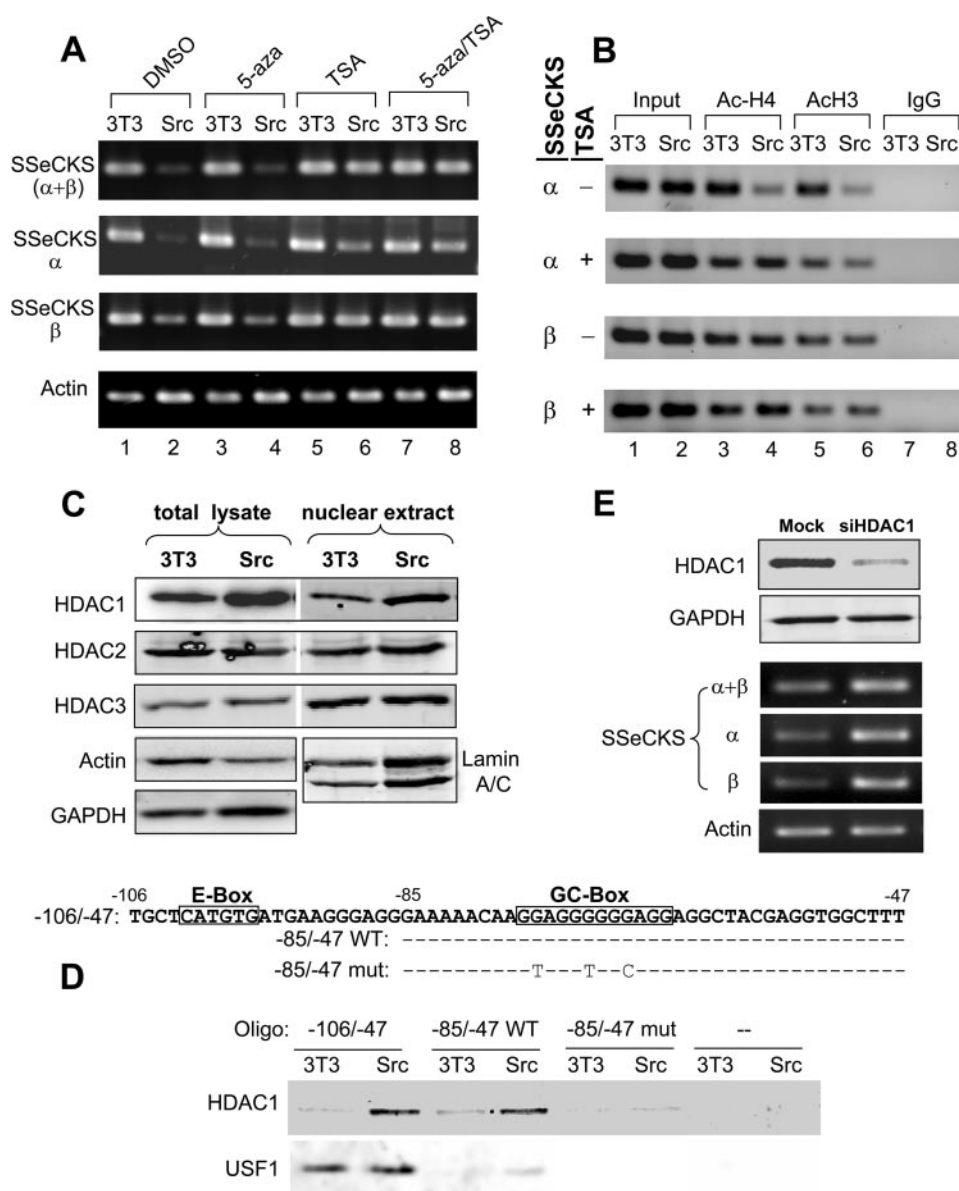 A
DMSO 5-aza TSA 5-aza/TSA
3T3 Src 3T3 Src 3T3 Src 3T3 Src
SSeCKS
(α+β)
SSeCKS
α
SSeCKS
β
Actin
1 2 3 4 5 6 7 8
B
SSeCKS TSA
Input Ac-H4 AcH3 IgG
3T3 Src 3T3 Src 3T3 Src 3T3 Src
α −
α +
β −
β +
1 2 3 4 5 6 7 8
C
total lysate nuclear extract
3T3 Src 3T3 Src
HDAC1
HDAC2
HDAC3
Actin
Lamin
A/C
GAPDH
E
Mock siHDAC1
HDAC1
GAPDH
α+β
SSeCKS α
β
Actin
-106 E-Box -85 GC-Box -47
-106/-47: TGCTCATGTGATGAAGGGAGGGAAAAACAAGGAGGGGGGAGGAGGCTACGAGGTGGCTTT
-85/-47 WT: ---------------------------------------
-85/-47 mut: ----------T---T--C---------------------
D
Oligo: -106/-47 -85/-47 WT -85/-47 mut --
3T3 Src 3T3 Src 3T3 Src 3T3 Src
HDAC1
USF1